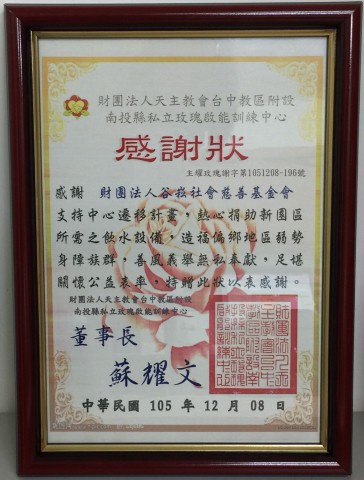 財團法人天主教會台中教區附設
南投縣私立玫瑰啟能訓練中心
感謝狀
主耀玫瑰謝字第1051208-196號
感謝 財團法人谷菘社會慈善基金會
支持中心遷移計畫,熱心捐助新園區
所需之飲水設備,造福偏鄉地區弱勢
身障族群,善風義舉無私奉獻,足堪
關懷公益表率,特贈此狀以表感謝。
財團法人天主教會台中教區附設
南投縣私立玫瑰啟能訓練中心
董事長
蘇耀文
中華民國 105 年 12 月 08 日